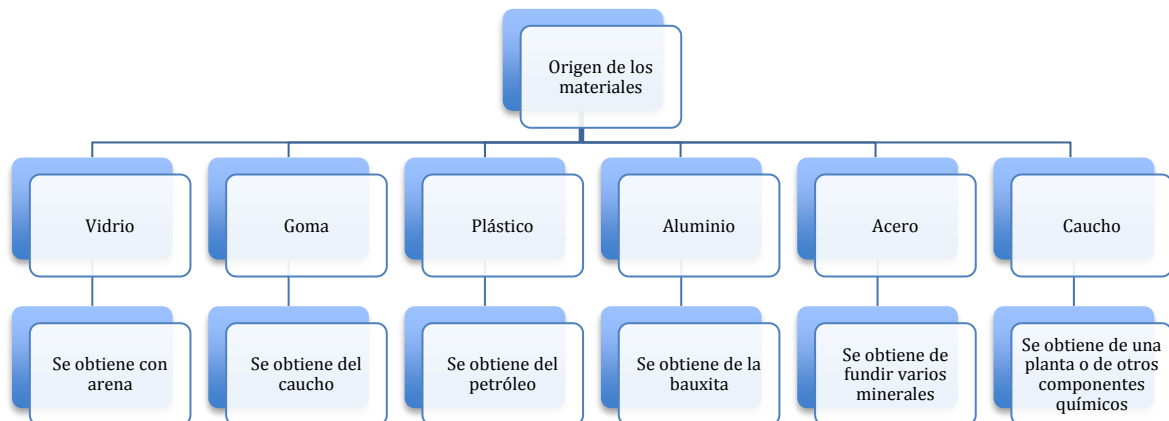 Origen de los
materiales
Vidrio
Goma
Plástico
Aluminio
Acero
Caucho
Se obtiene con
arena
Se obtiene del
caucho
Se obtiene del
petróleo
Se obtiene de la
bauxita
Se obtiene de
fundir varios
minerales
Se obtiene de una
planta o de otros
componentes
químicos